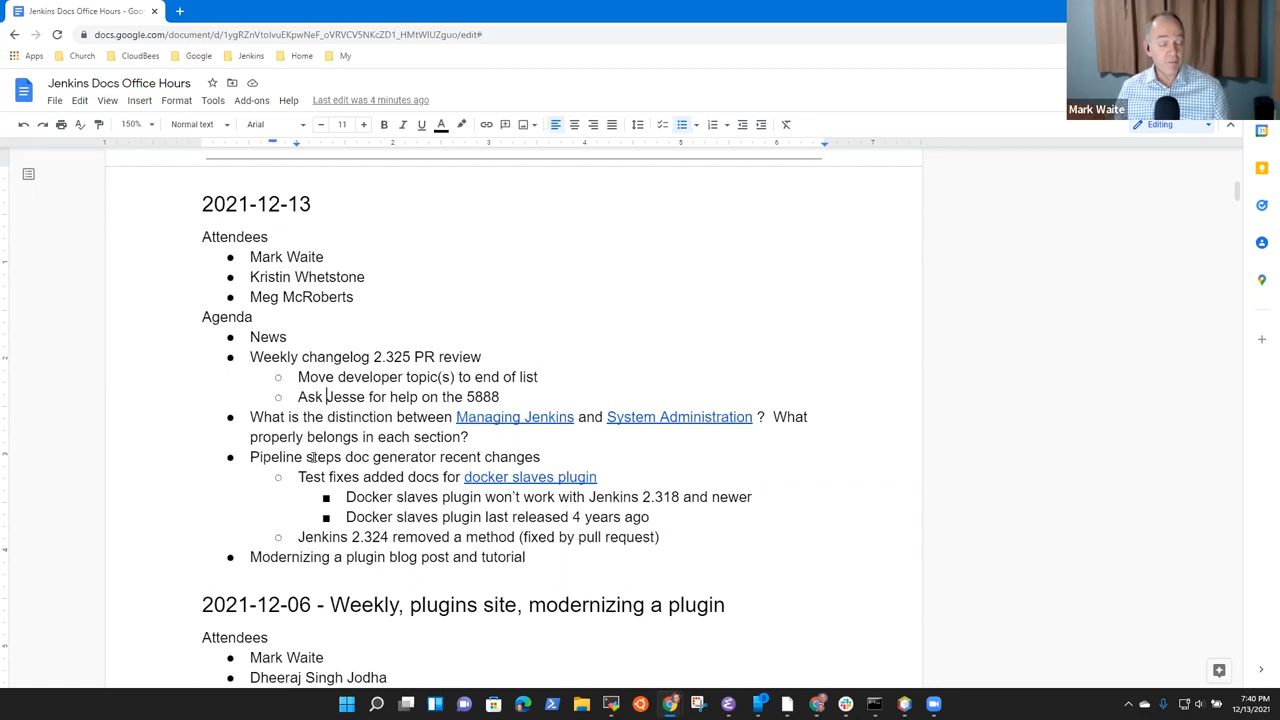 Jenkins Docs Office Hours - Goo
docs.google.com/document/d/1ygRZnVtoIvuEKpwNeF_oVRVCV5NKcZD1_HMtWIUZguo/edit#
Apps Church CloudBees Google Jenkins Home My
Jenkins Docs Office Hours
File Edit View Insert Format Tools Add-ons Help Last edit was 4 minutes ago
Mark Waite
150% Normal text Arial 11 Editing
1 1 2 3 4 5 6 7
2021-12-13
Attendees
Mark Waite
Kristin Whetstone
Meg McRoberts
Agenda
News
Weekly changelog 2.325 PR review
Move developer topic(s) to end of list
Ask Jesse for help on the 5888
What is the distinction between Managing Jenkins and System Administration ? What
properly belongs in each section?
Pipeline steps doc generator recent changes
Test fixes added docs for docker slaves plugin
Docker slaves plugin won't work with Jenkins 2.318 and newer
Docker slaves plugin last released 4 years ago
Jenkins 2.324 removed a method (fixed by pull request)
Modernizing a plugin blog post and tutorial
2021-12-06 - Weekly, plugins site, modernizing a plugin
Attendees
Mark Waite
Dheeraj Singh Jodha
7:40 PM
12/13/2021